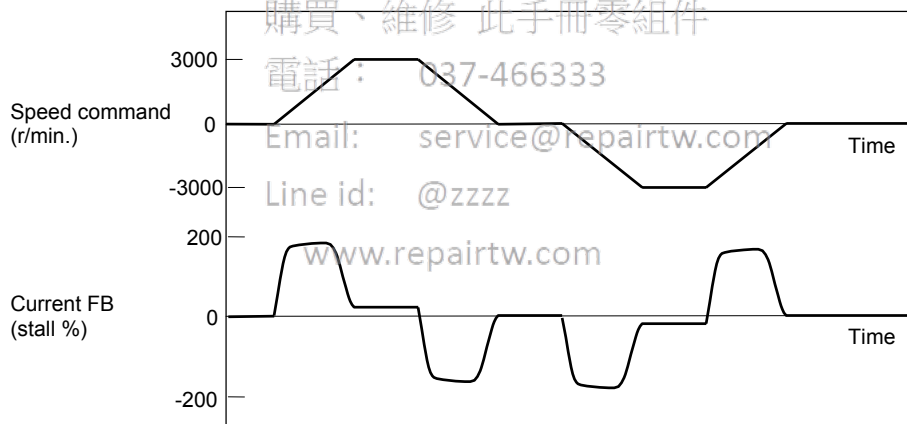 購買、維修 此手冊零組件
3000
電話： 037-466333
Speed command
(r/min.)
0
Email: service@repairtw.com
Time
-3000
Line id: @zzzz
200
www.repairtw.com
Current FB
(stall %)
0
Time
-200